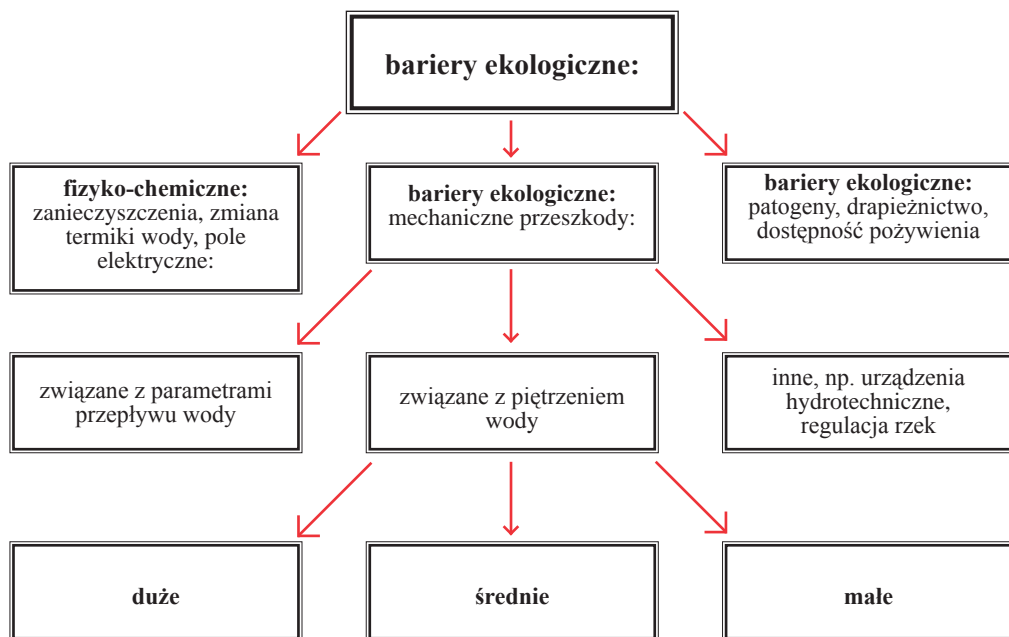 bariery ekologiczne:
fizyko-chemiczne:
zanieczyszczenia, zmiana
termiki wody, pole
elektryczne:
bariery ekologiczne:
mechaniczne przeszkody:
bariery ekologiczne:
patogeny, drapieżnictwo,
dostępność pożywienia
związane z parametrami
przepływu wody
związane z piętrzeniem
wody
inne, np. urządzenia
hydrotechniczne,
regulacja rzek
duże
średnie
małe